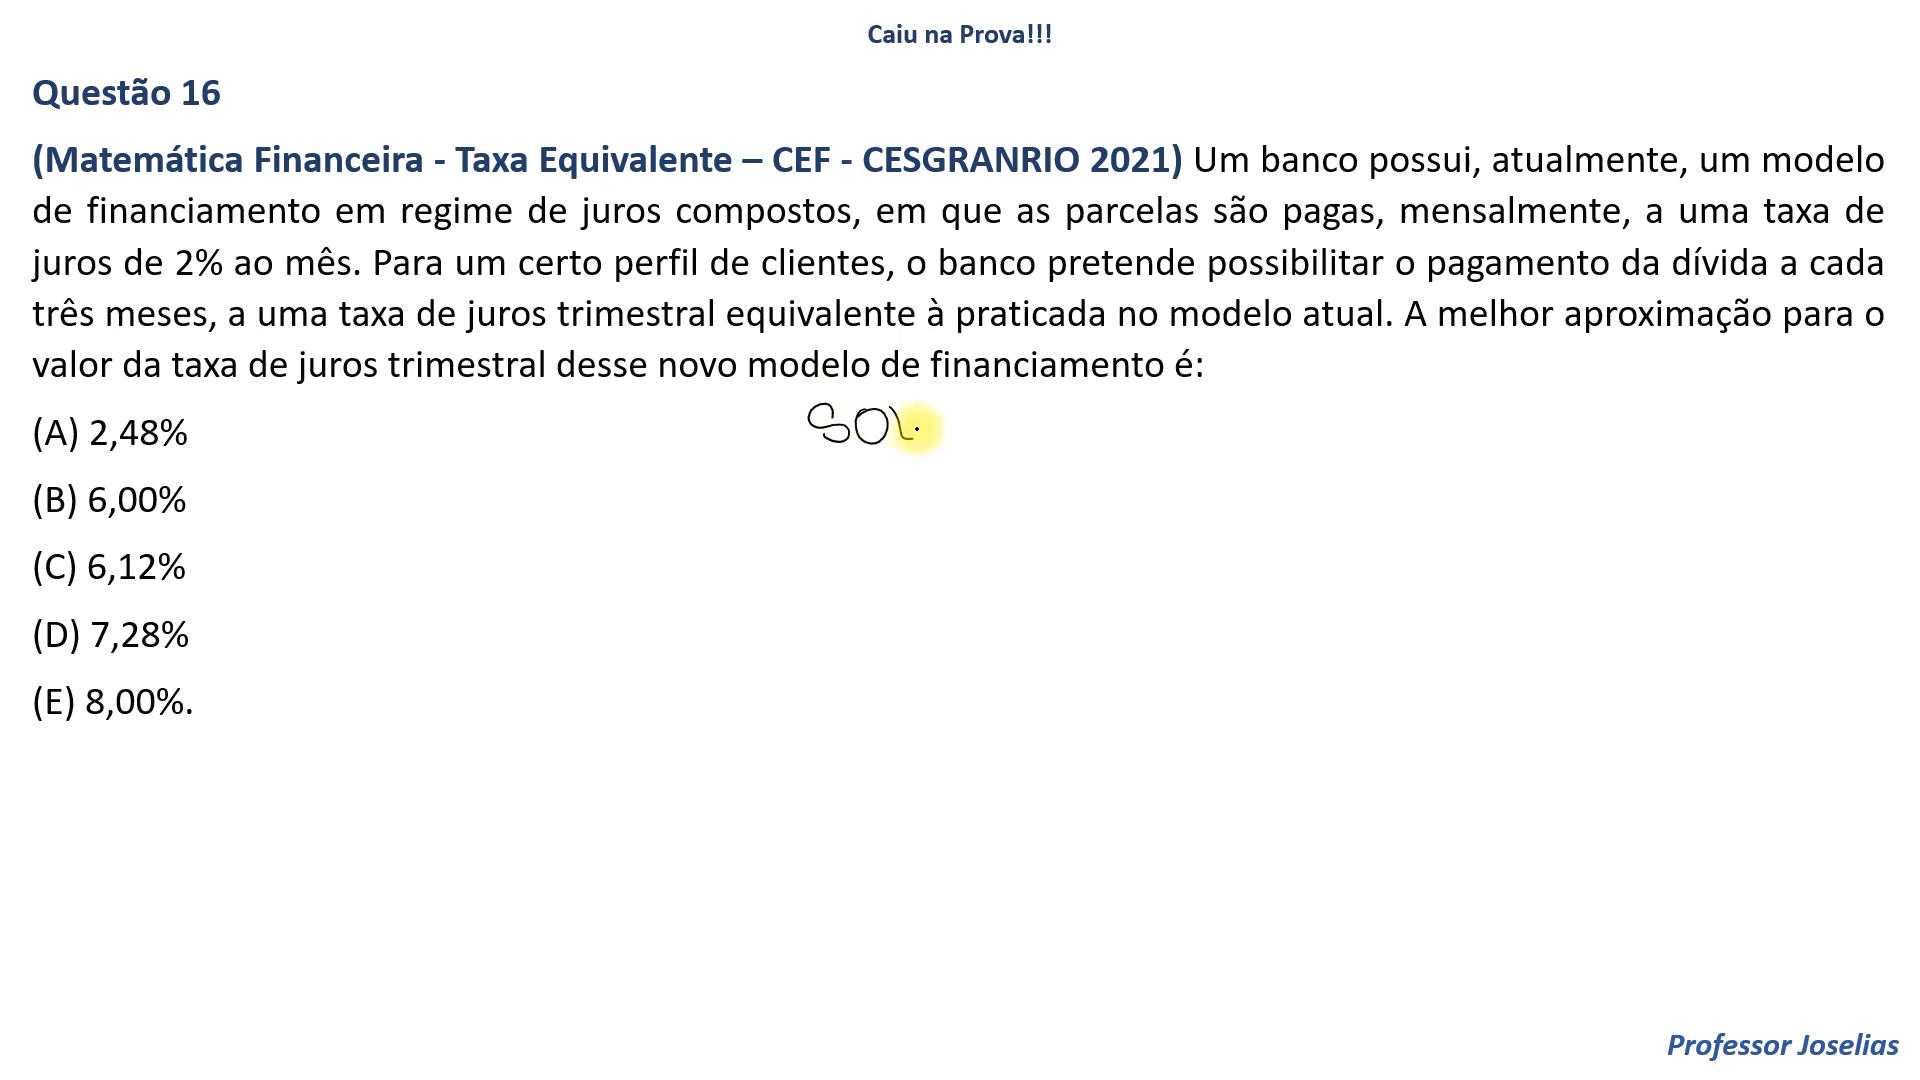 Caiu na Prova!!!
Questão 16
(Matemática Financeira - Taxa Equivalente – CEF - CESGRANRIO 2021) Um banco possui, atualmente, um modelo
de financiamento em regime de juros compostos, em que as parcelas são pagas, mensalmente, a uma taxa de
juros de 2% ao mês. Para um certo perfil de clientes, o banco pretende possibilitar o pagamento da dívida a cada
três meses, a uma taxa de juros trimestral equivalente à praticada no modelo atual. A melhor aproximação para o
valor da taxa de juros trimestral desse novo modelo de financiamento é:
(A) 2,48%
SOL
(B) 6,00%
(C) 6,12%
(D) 7,28%
(E) 8,00%.
Professor Joselias